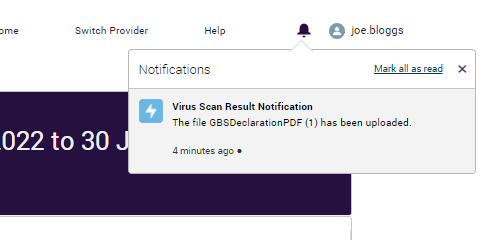 ome Switch Provider Help joe.bloggs
Notifications Mark all as read
Virus Scan Result Notification
The file GBSDeclarationPDF (1) has been uploaded.
2022 to 30 J
4 minutes ago